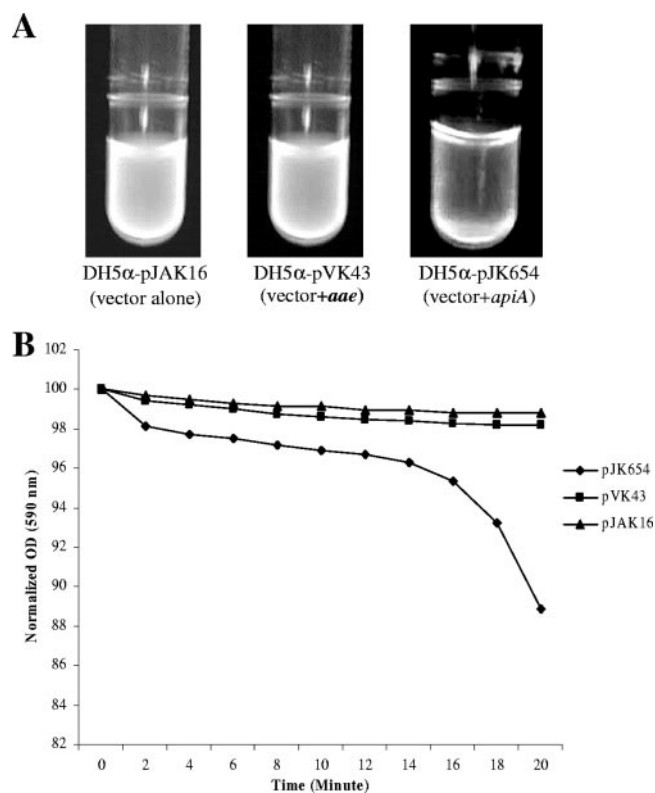 A
DH5α-pJAK16
(vector alone)
DH5α-pVK43
(vector+aae)
DH5α-pJK654
(vector+apiA)
B
Normalized OD (590 nm)
102
100
98
96
94
92
90
88
86
84
82
0 2 4 6 8 10 12 14 16 18 20
Time (Minute)
pJK654
pVK43
pJAK16